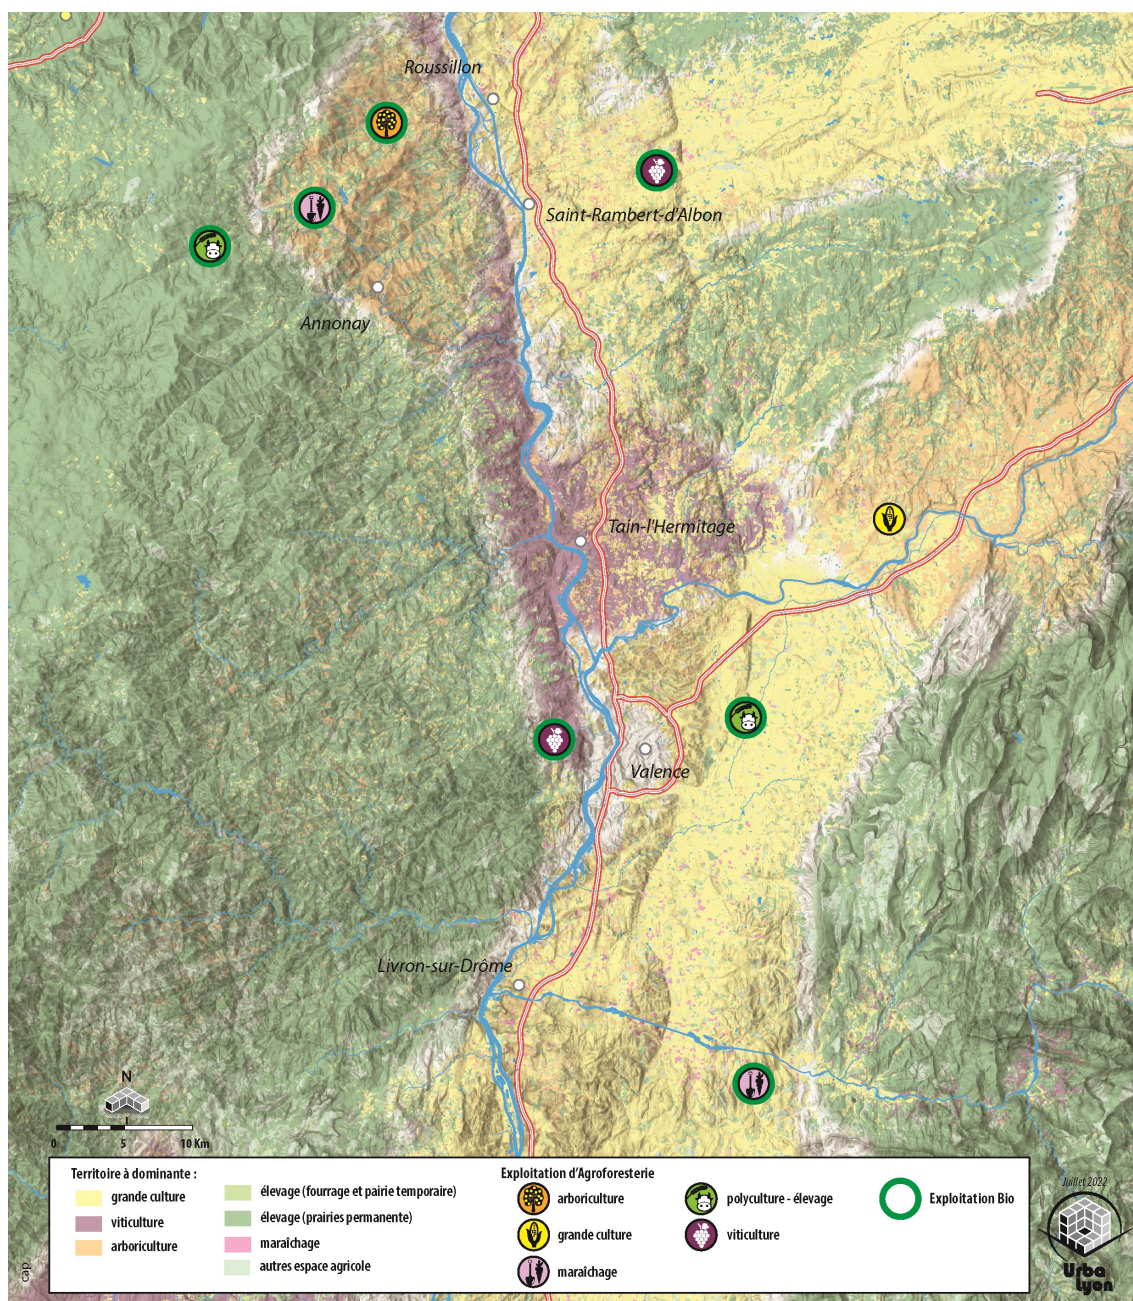 Roussillon
Saint-Rambert-d'Albon
Annonay
Tain-l'Hermitage
Valence
Livron-sur-Drôme
N
0 5 10 Km
Territoire à dominante :
grande culture
viticulture
arboriculture
élevage (fourrage et pairie temporaire)
élevage (prairies permanente)
maraîchage
autres espace agricole
Exploitation d'Agroforesterie
arboriculture
grande culture
maraîchage
polyculture - élevage
viticulture
Exploitation Bio
Juillet 2022
Urba
Lyon
cap